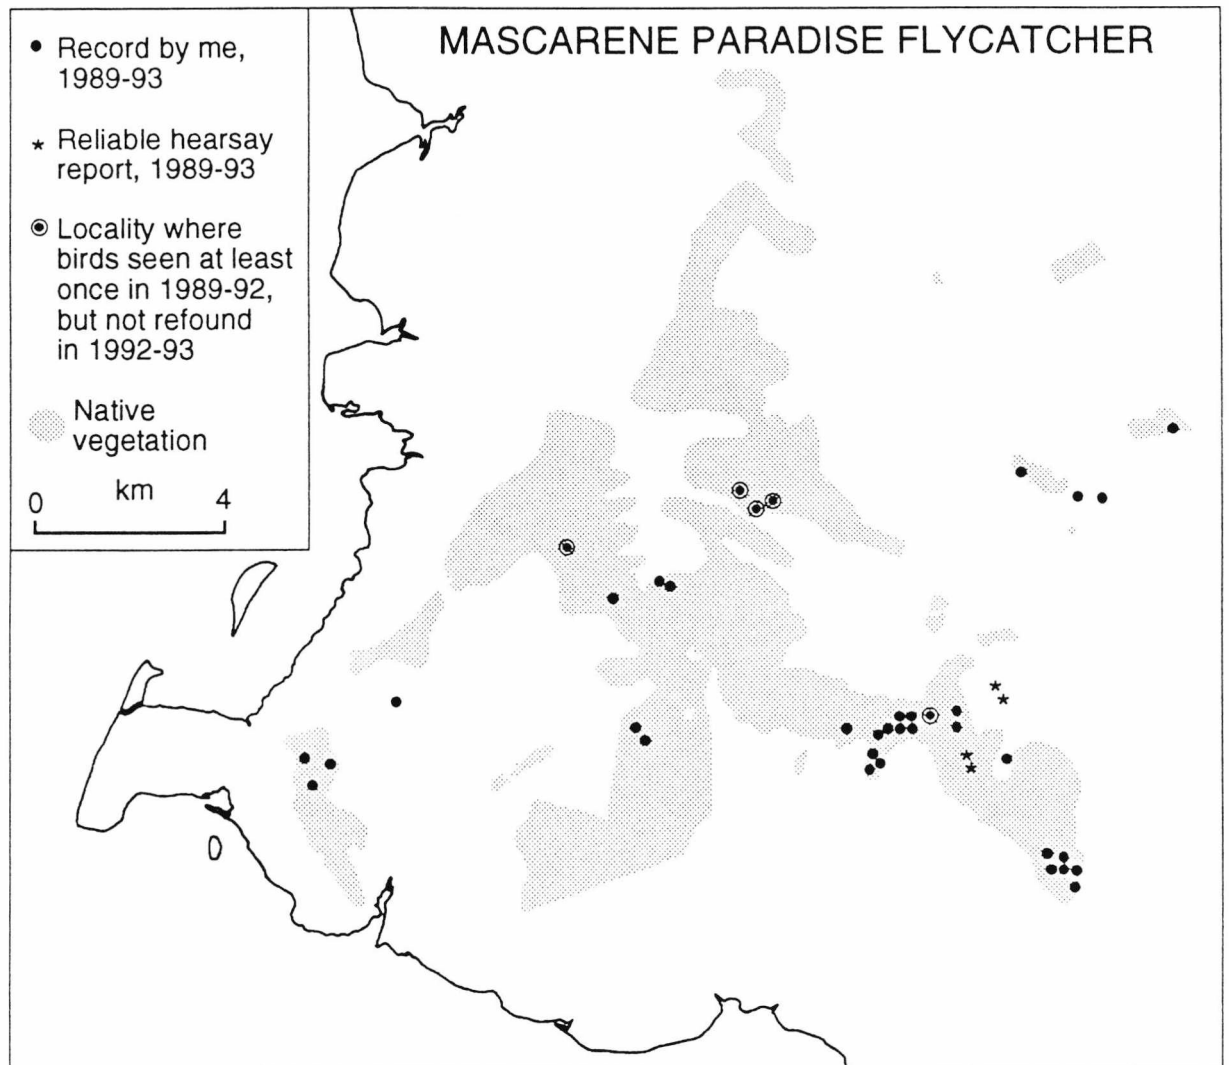 MASCARENE PARADISE FLYCATCHER
Record by me,
1989-93
Reliable hearsay
report, 1989-93
Locality where
birds seen at least
once in 1989-92,
but not refound
in 1992-93
Native
vegetation
0 km 4